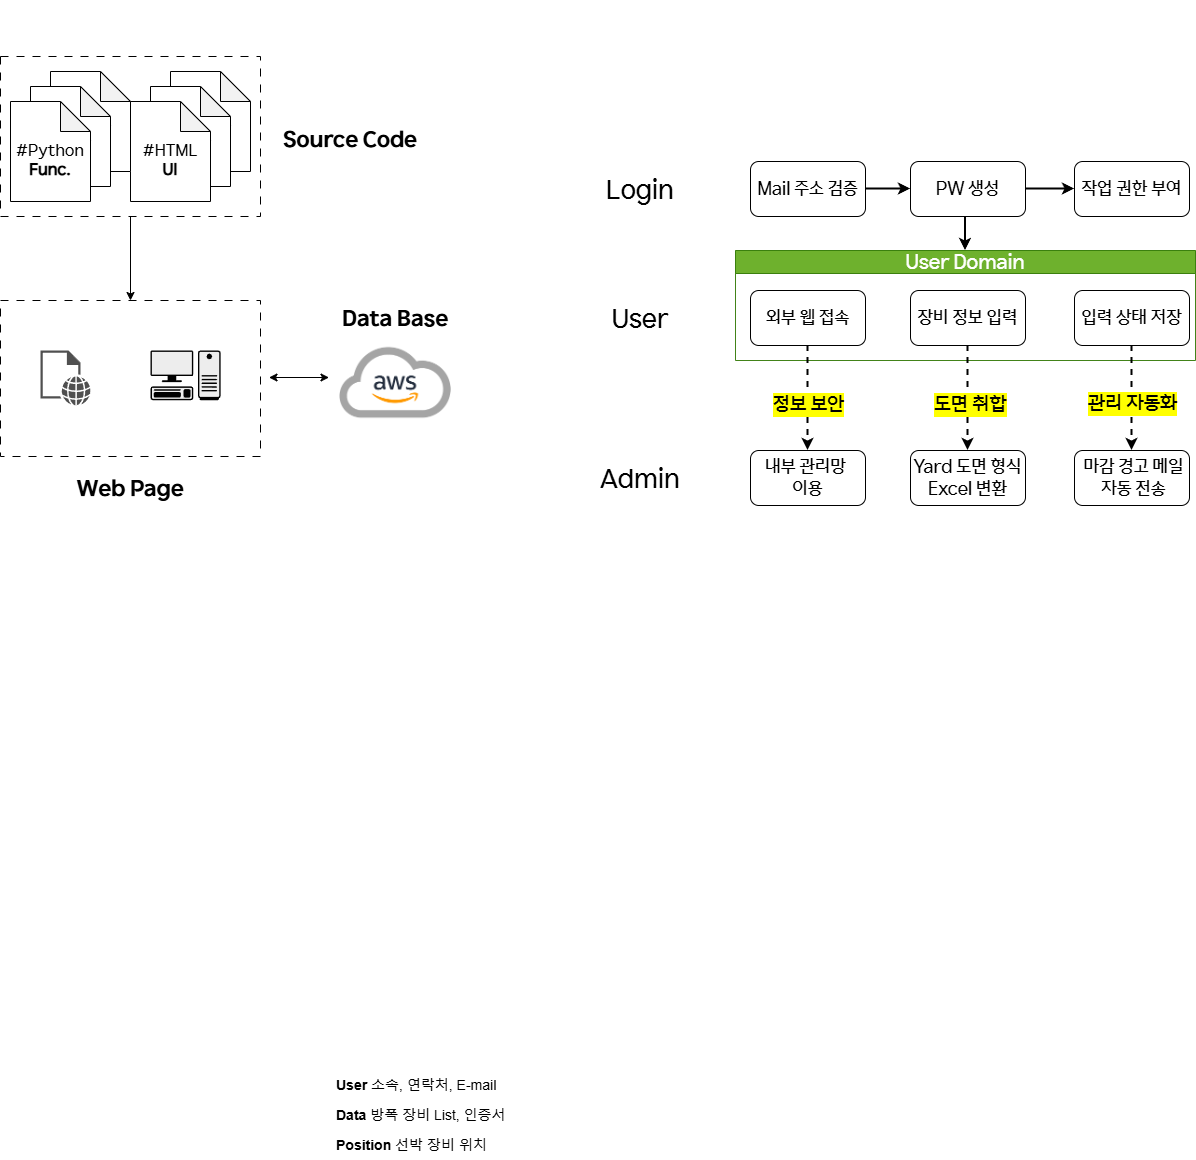 #Python
Func.
#HTML
UI
Source Code
Data Base
aws
Web Page
Login
Mail 주소 검증
PW 생성
작업 권한 부여
User Domain
User
외부 웹 접속
장비 정보 입력
입력 상태 저장
정보 보안
도면 취합
관리 자동화
Admin
내부 관리망
이용
Yard 도면 형식
Excel 변환
마감 경고 메일
자동 전송
User 소속, 연락처, E-mail
Data 방폭 장비 List, 인증서
Position 선박 장비 위치